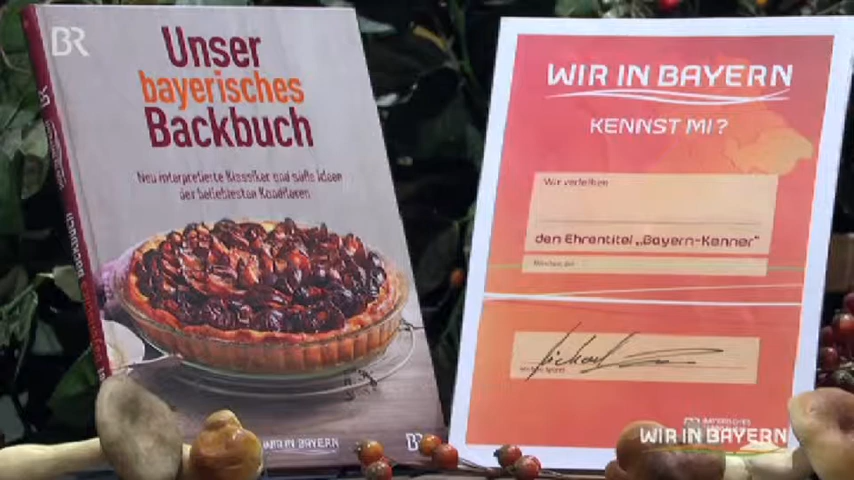 BR
Unser
bayerisches
Backbuch
Neu interpretierte Klassiker und süße Ideen
der beliebtesten Konditoren
BACKBUCH
WIR IN BAYERN
BR
WIR IN BAYERN
KENNST MI?
Wir verleihen
den Ehrentitel „Bayern-Kenner"
WIR IN BAYERN